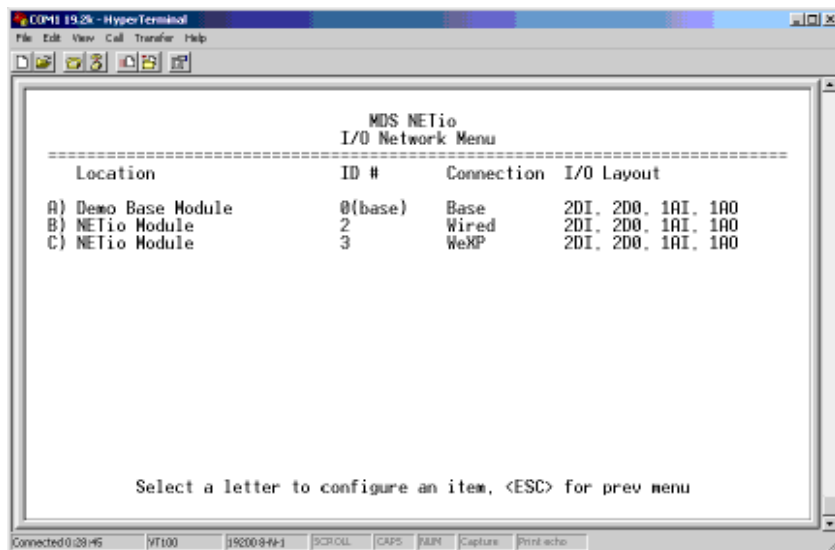 COM1 19.2k - HyperTerminal
File Edit View Call Transfer Help
MDS NETio
I/O Network Menu
Location ID # Connection I/O Layout
A) Demo Base Module 0(base) Base 2DI, 2DO, 1AI, 1AO
B) NETio Module 2 Wired 2DI, 2DO, 1AI, 1AO
C) NETio Module 3 WeXP 2DI, 2DO, 1AI, 1AO
Select a letter to configure an item, <ESC> for prev menu
Connected 0:28:45 VT100 19200 8-N-1 SCROLL CAPS NUM Capture Print echo